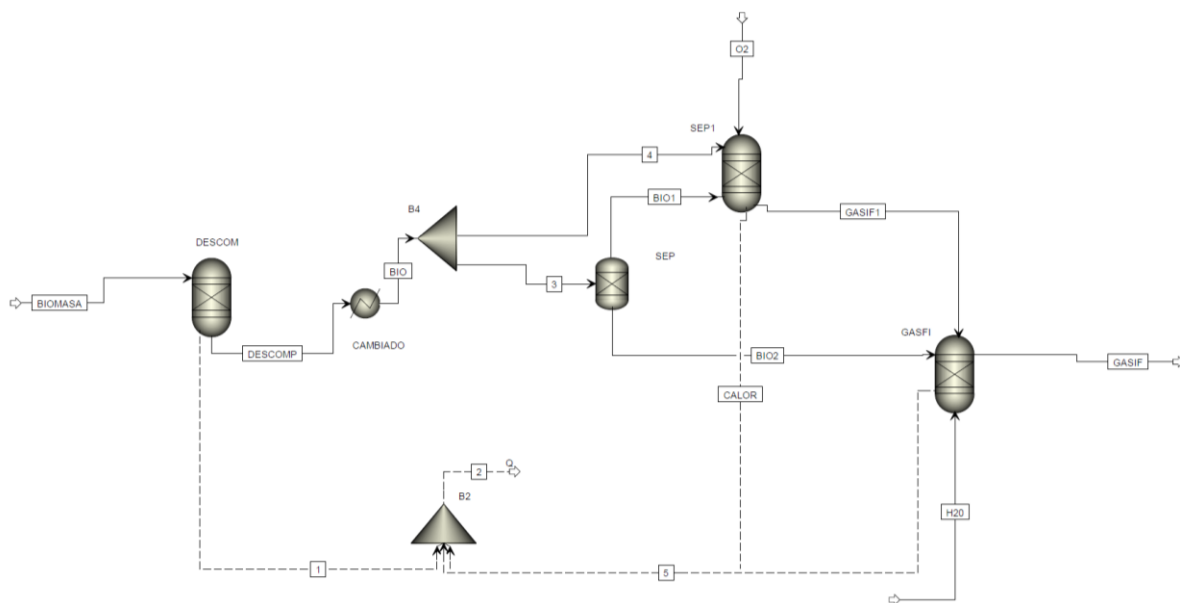 O2
SEP1
4
B4
BIO1
GASIF1
DESCOM
SEP
BIO
3
BIOMASA
GASFI
CAMBIADO
DESCOMP
BIO2
GASIF
CALOR
Q
2
B2
H20
1
5